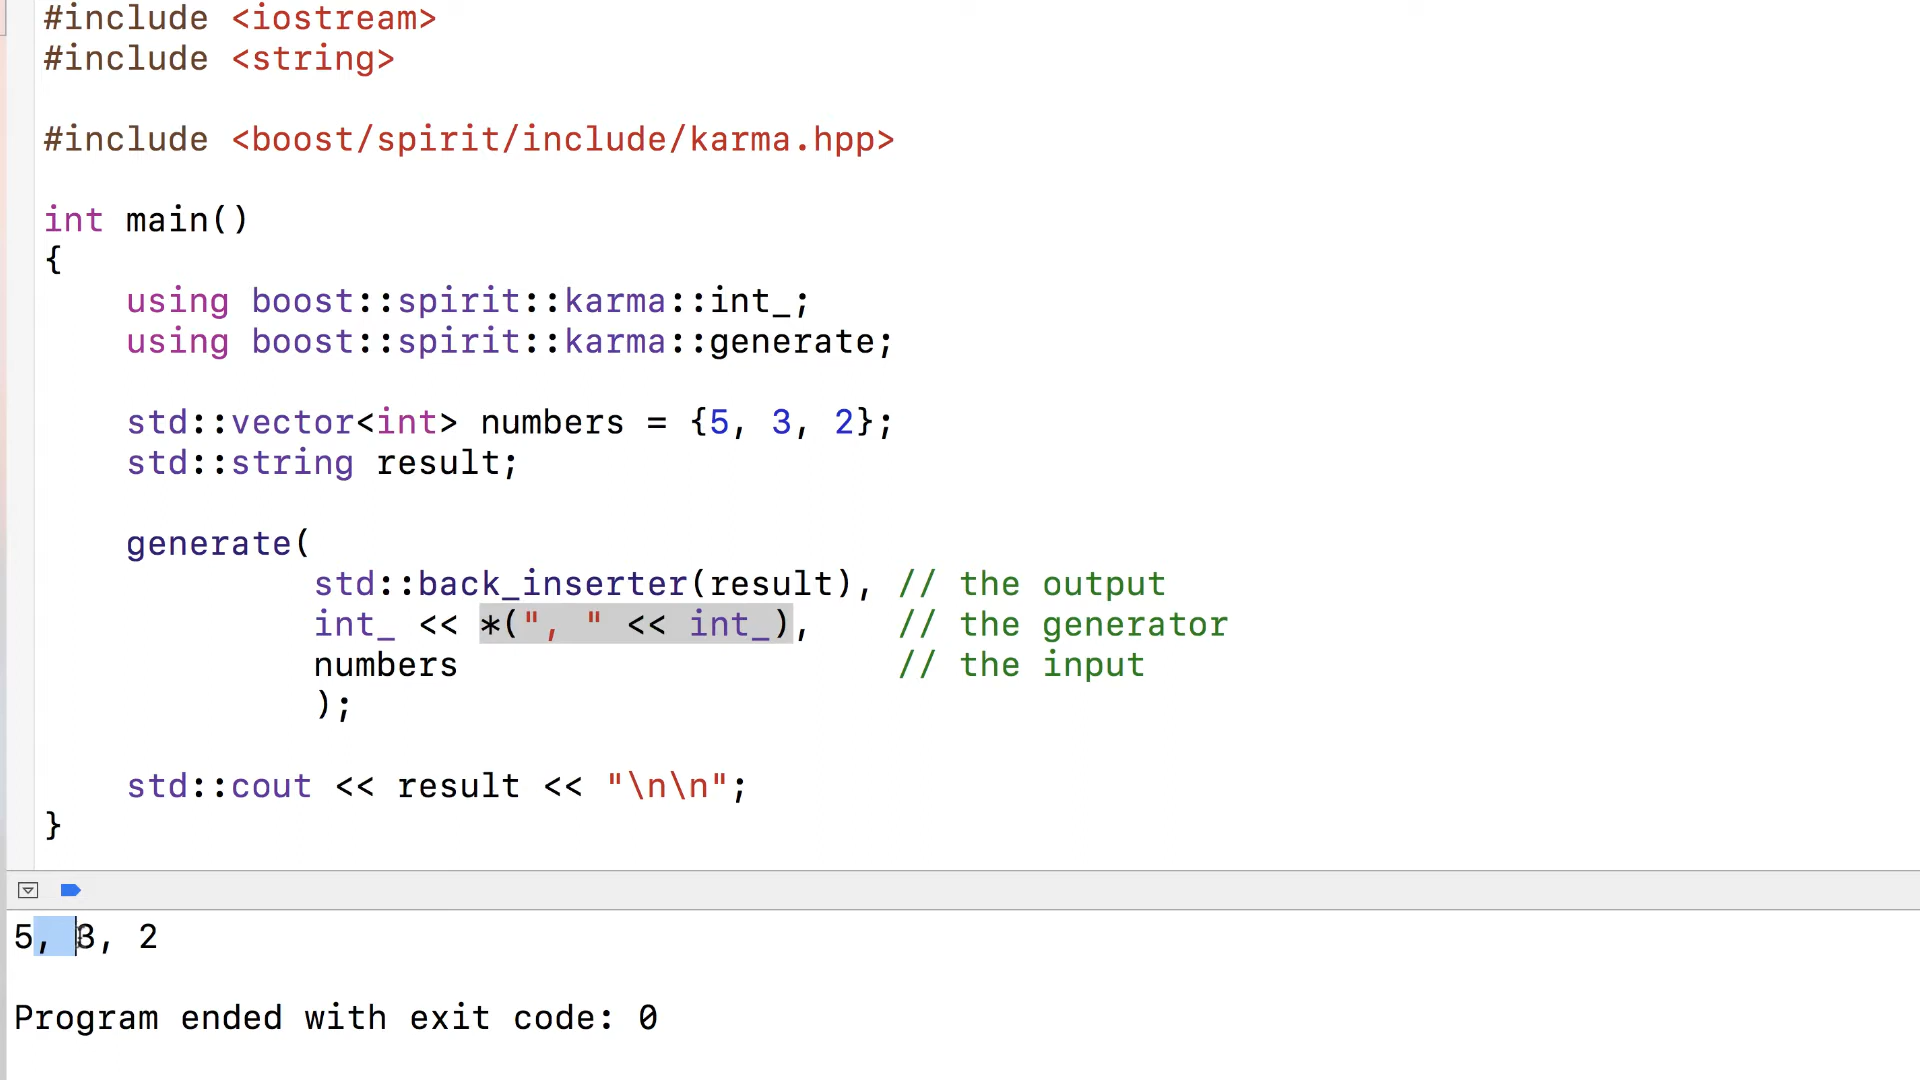 #include <iostream>
#include <string>
#include <boost/spirit/include/karma.hpp>
int main()
{
    using boost::spirit::karma::int_;
    using boost::spirit::karma::generate;
    std::vector<int> numbers = {5, 3, 2};
    std::string result;
    generate(
             std::back_inserter(result), // the output
             int_ << *(", " << int_),    // the generator
             numbers                     // the input
             );
    std::cout << result << "\n\n";
}
5, 3, 2
Program ended with exit code: 0